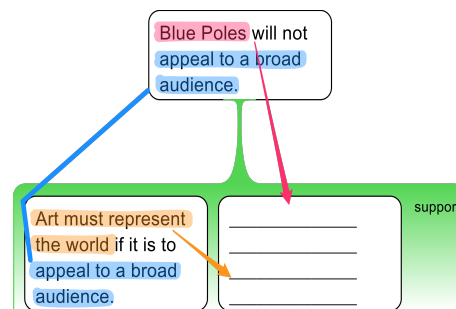 Blue Poles will not
appeal to a broad
audience.
Art must represent
the world if it is to
appeal to a broad
audience.
suppor